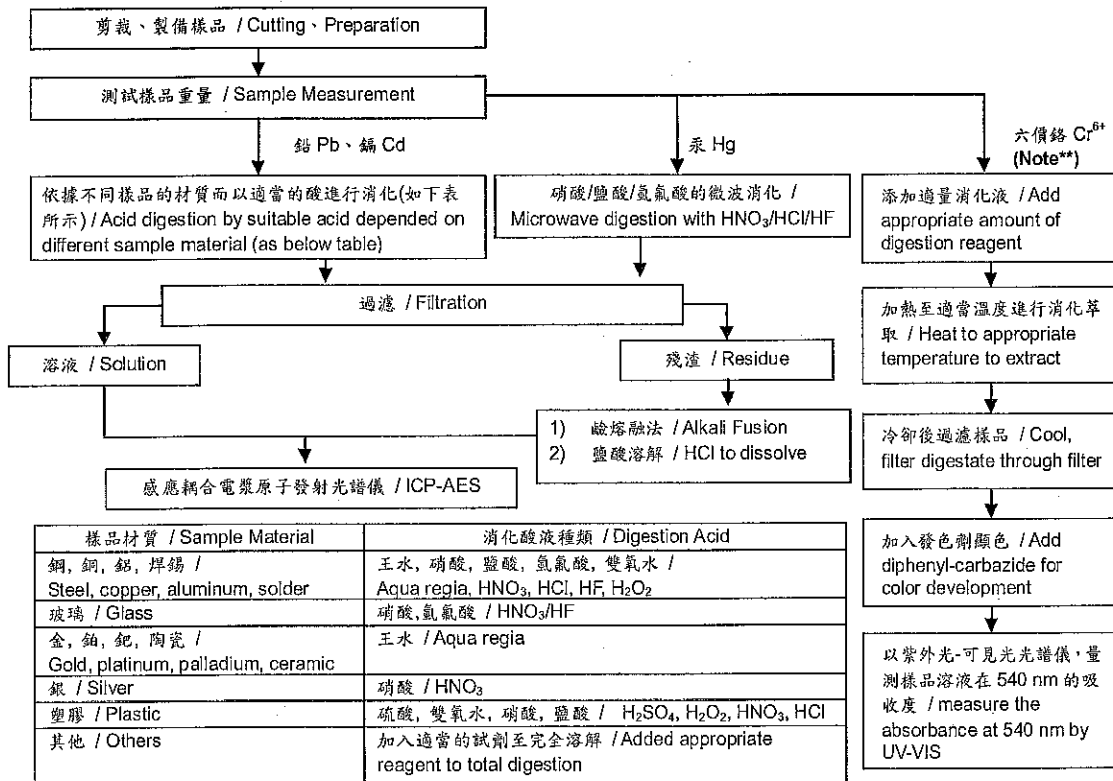 剪裁、製備樣品 / Cutting、Preparation
測試樣品重量 / Sample Measurement
鉛 Pb、鎘 Cd
汞 Hg
六價鉻 Cr⁶⁺
(Note**)
依據不同樣品的材質而以適當的酸進行消化(如下表
所示) / Acid digestion by suitable acid depended on
different sample material (as below table)
硝酸/鹽酸/氫氟酸的微波消化 /
Microwave digestion with HNO₃/HCl/HF
添加適量消化液 / Add
appropriate amount of
digestion reagent
過濾 / Filtration
加熱至適當溫度進行消化萃
取 / Heat to appropriate
temperature to extract
溶液 / Solution
殘渣 / Residue
1) 鹼熔融法 / Alkali Fusion
2) 鹽酸溶解 / HCl to dissolve
冷卻後過濾樣品 / Cool,
filter digestate through filter
感應耦合電漿原子發射光譜儀 / ICP-AES
加入發色劑顯色 / Add
diphenyl-carbazide for
color development
以紫外光-可見光光譜儀，量
測樣品溶液在 540 nm 的吸
收度 / measure the
absorbance at 540 nm by
UV-VIS
樣品材質 / Sample Material
消化酸液種類 / Digestion Acid
鋼, 銅, 鋁, 焊錫 /
Steel, copper, aluminum, solder
王水, 硝酸, 鹽酸, 氫氟酸, 雙氧水 /
Aqua regia, HNO₃, HCl, HF, H₂O₂
玻璃 / Glass
硝酸,氫氟酸 / HNO₃/HF
金, 鉑, 鈀, 陶瓷 /
Gold, platinum, palladium, ceramic
王水 / Aqua regia
銀 / Silver
硝酸 / HNO₃
塑膠 / Plastic
硫酸, 雙氧水, 硝酸, 鹽酸 / H₂SO₄, H₂O₂, HNO₃, HCl
其他 / Others
加入適當的試劑至完全溶解 / Added appropriate
reagent to total digestion